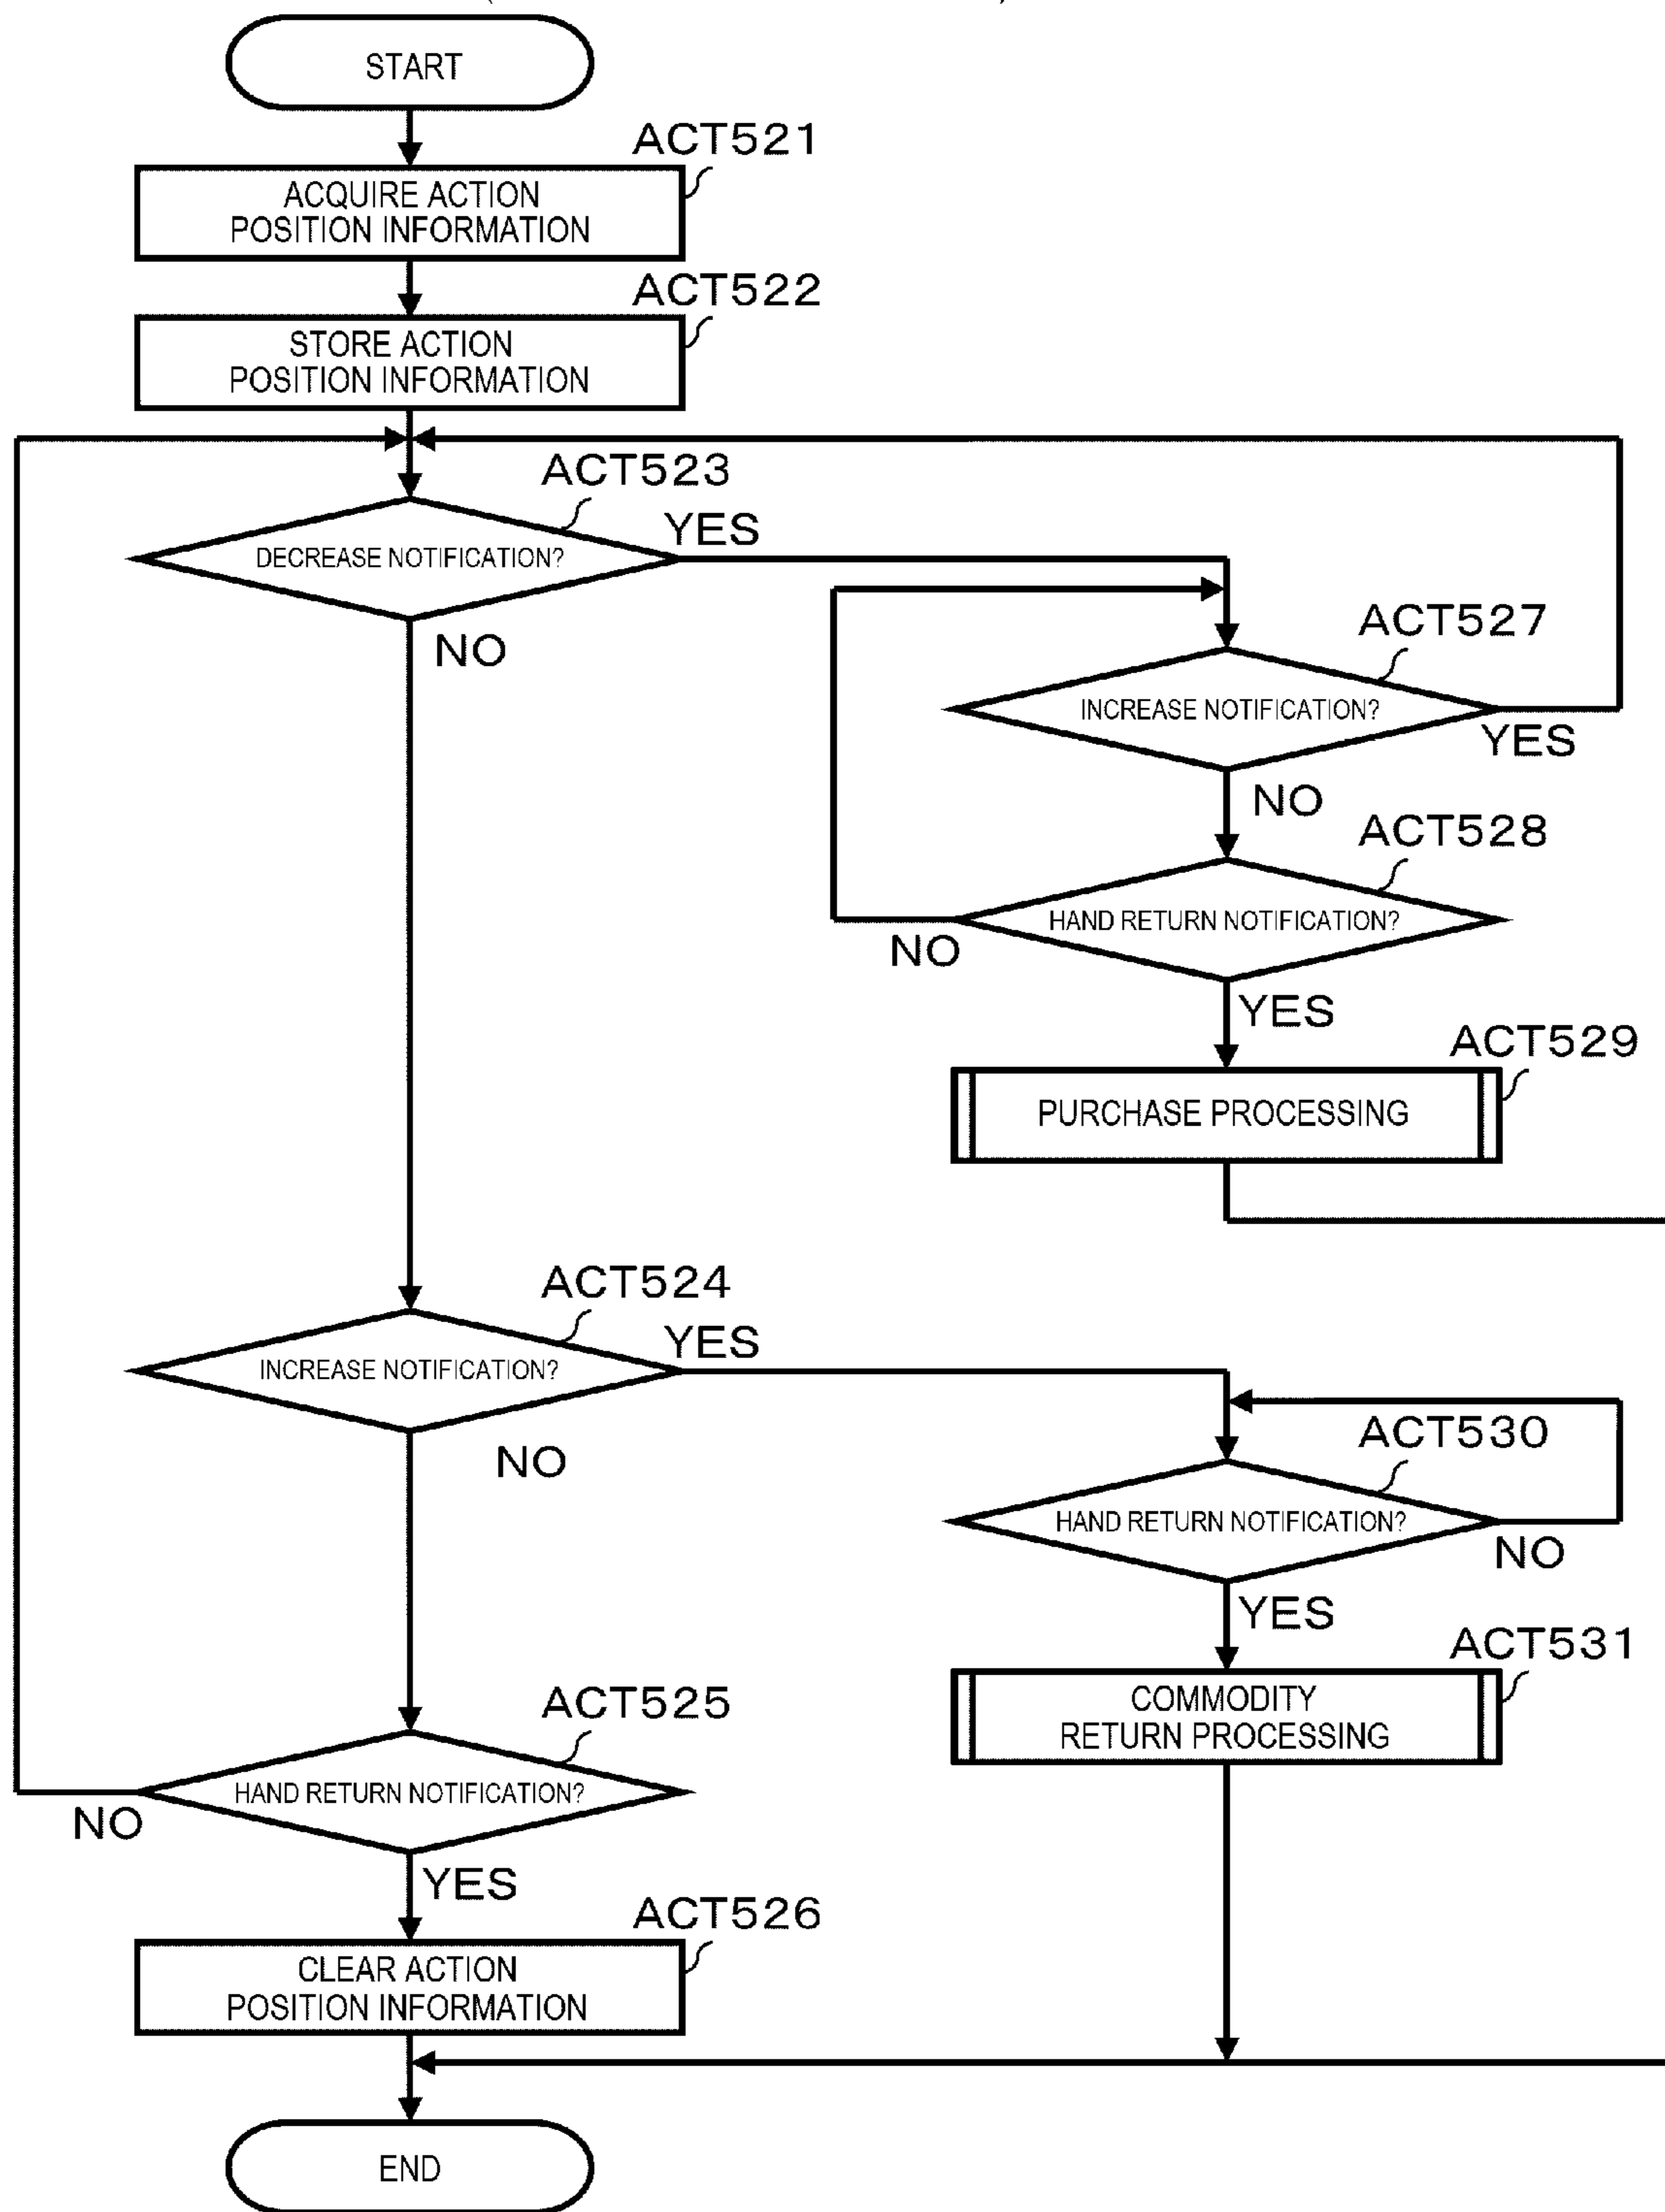 START
ACT521
ACQUIRE ACTION
POSITION INFORMATION
ACT522
STORE ACTION
POSITION INFORMATION
ACT523
DECREASE NOTIFICATION?
YES
NO
ACT527
INCREASE NOTIFICATION?
YES
NO
ACT528
HAND RETURN NOTIFICATION?
NO
YES
ACT529
PURCHASE PROCESSING
ACT524
INCREASE NOTIFICATION?
YES
NO
ACT530
HAND RETURN NOTIFICATION?
NO
YES
ACT531
COMMODITY
RETURN PROCESSING
ACT525
HAND RETURN NOTIFICATION?
NO
YES
ACT526
CLEAR ACTION
POSITION INFORMATION
END